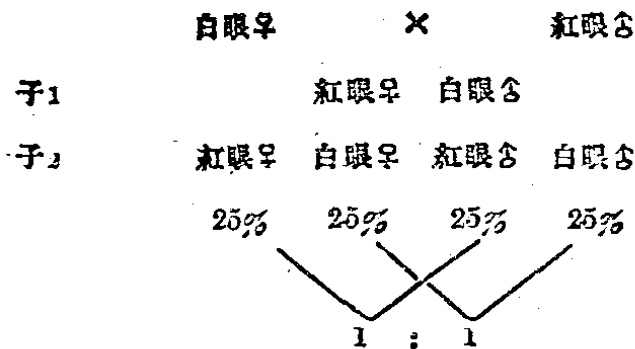 白眼♀ × 紅眼♂
子1 紅眼♀ 白眼♂
子2 紅眼♀ 白眼♀ 紅眼♂ 白眼♂
25% 25% 25% 25%
1 : 1